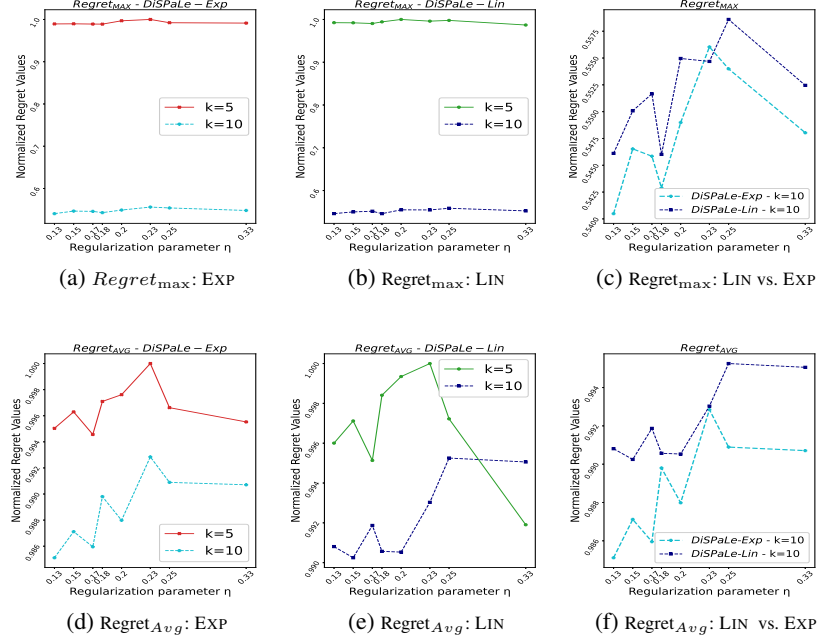 Regret_MAX - DiSPaLe − Exp
Normalized Regret Values
1.0
0.9
0.8
0.7
0.6
k=5
k=10
0.13
0.15
0.17
0.18
0.2
0.23
0.25
0.33
Regularization parameter η
(a) Regret_max: EXP
Regret_MAX - DiSPaLe − Lin
Normalized Regret Values
1.0
0.9
0.8
0.7
0.6
k=5
k=10
0.13
0.15
0.17
0.18
0.2
0.23
0.25
0.33
Regularization parameter η
(b) Regret_max: LIN
Regret_MAX
Normalized Regret Values
0.5575
0.5550
0.5525
0.5500
0.5475
0.5450
0.5425
0.5400
DiSPaLe-Exp - k=10
DiSPaLe-Lin - k=10
0.13
0.15
0.17
0.18
0.2
0.23
0.25
0.33
Regularization parameter η
(c) Regret_max: LIN vs. EXP
Regret_AVG - DiSPaLe − Exp
Normalized Regret Values
1.000
0.998
0.996
0.994
0.992
0.990
0.988
0.986
k=5
k=10
0.13
0.15
0.17
0.18
0.2
0.23
0.25
0.33
Regularization parameter η
(d) Regret_Avg: EXP
Regret_AVG - DiSPaLe − Lin
Normalized Regret Values
1.000
0.998
0.996
0.994
0.992
0.990
k=5
k=10
0.13
0.15
0.17
0.18
0.2
0.23
0.25
0.33
Regularization parameter η
(e) Regret_Avg: LIN
Regret_AVG
Normalized Regret Values
0.994
0.992
0.990
0.988
0.986
DiSPaLe-Exp - k=10
DiSPaLe-Lin - k=10
0.13
0.15
0.17
0.18
0.2
0.23
0.25
0.33
Regularization parameter η
(f) Regret_Avg: LIN vs. EXP